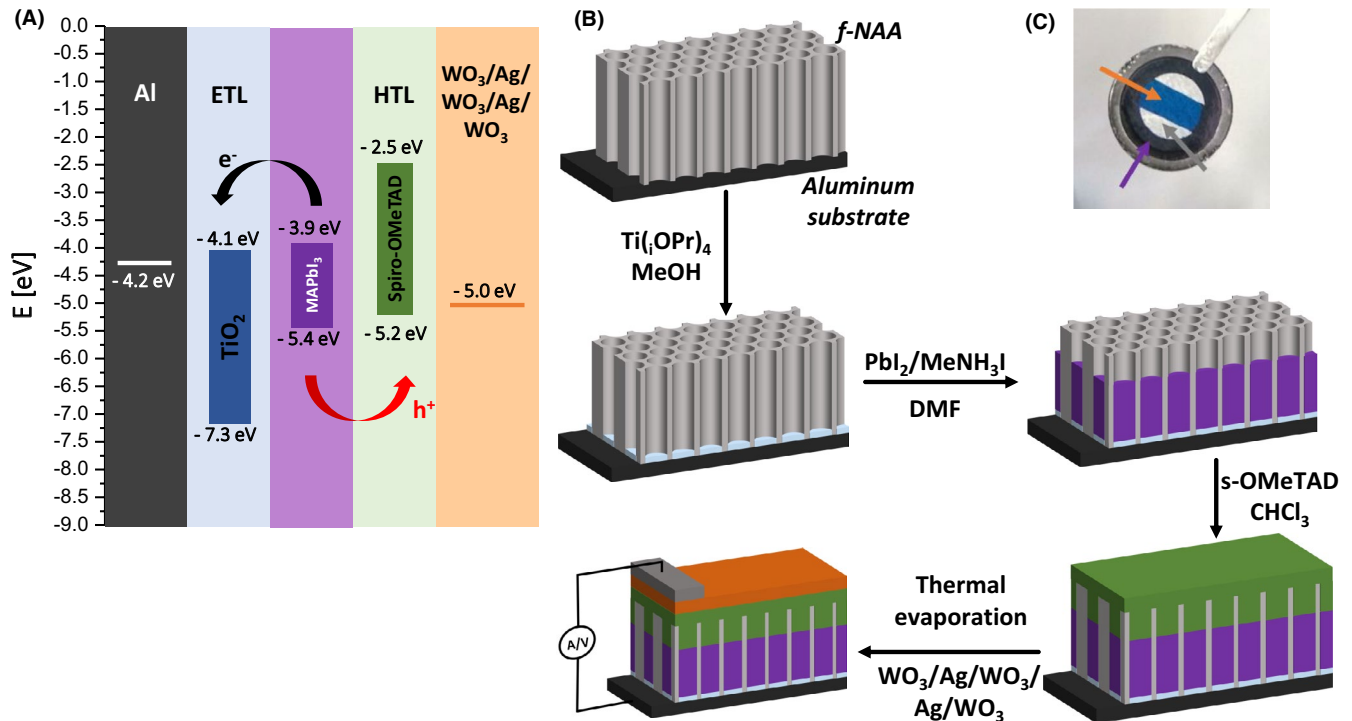 (A)
E [eV]
0.0
-0.5
-1.0
-1.5
-2.0
-2.5
-3.0
-3.5
-4.0
-4.5
-5.0
-5.5
-6.0
-6.5
-7.0
-7.5
-8.0
-8.5
-9.0
Al
- 4.2 eV
ETL
e-
- 4.1 eV
TiO2
- 7.3 eV
- 3.9 eV
MAPbI3
- 5.4 eV
h+
HTL
- 2.5 eV
Spiro-OMeTAD
- 5.2 eV
WO3/Ag/
WO3/Ag/
WO3
- 5.0 eV
(B)
f-NAA
Aluminum
substrate
Ti(iOPr)4
MeOH
PbI2/MeNH3I
DMF
s-OMeTAD
CHCl3
Thermal
evaporation
WO3/Ag/WO3/
Ag/WO3
A/V
(C)